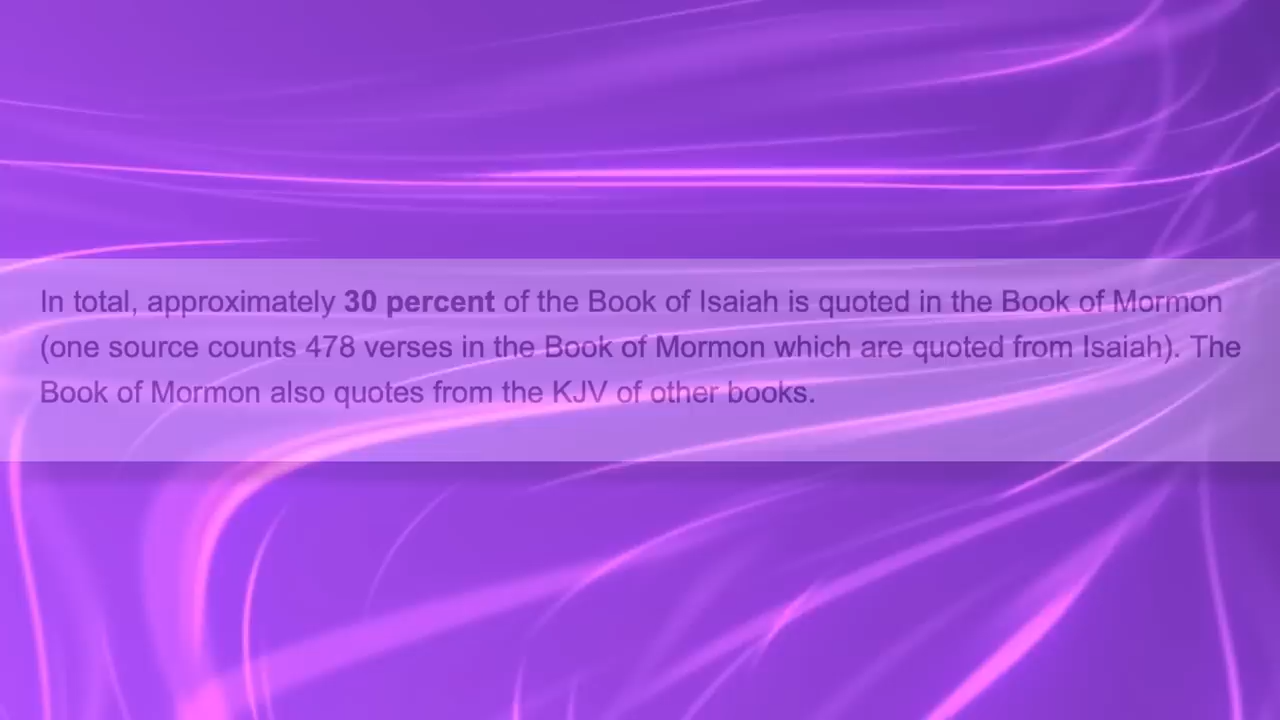 In total, approximately 30 percent of the Book of Isaiah is quoted in the Book of Mormon
(one source counts 478 verses in the Book of Mormon which are quoted from Isaiah). The
Book of Mormon also quotes from the KJV of other books.